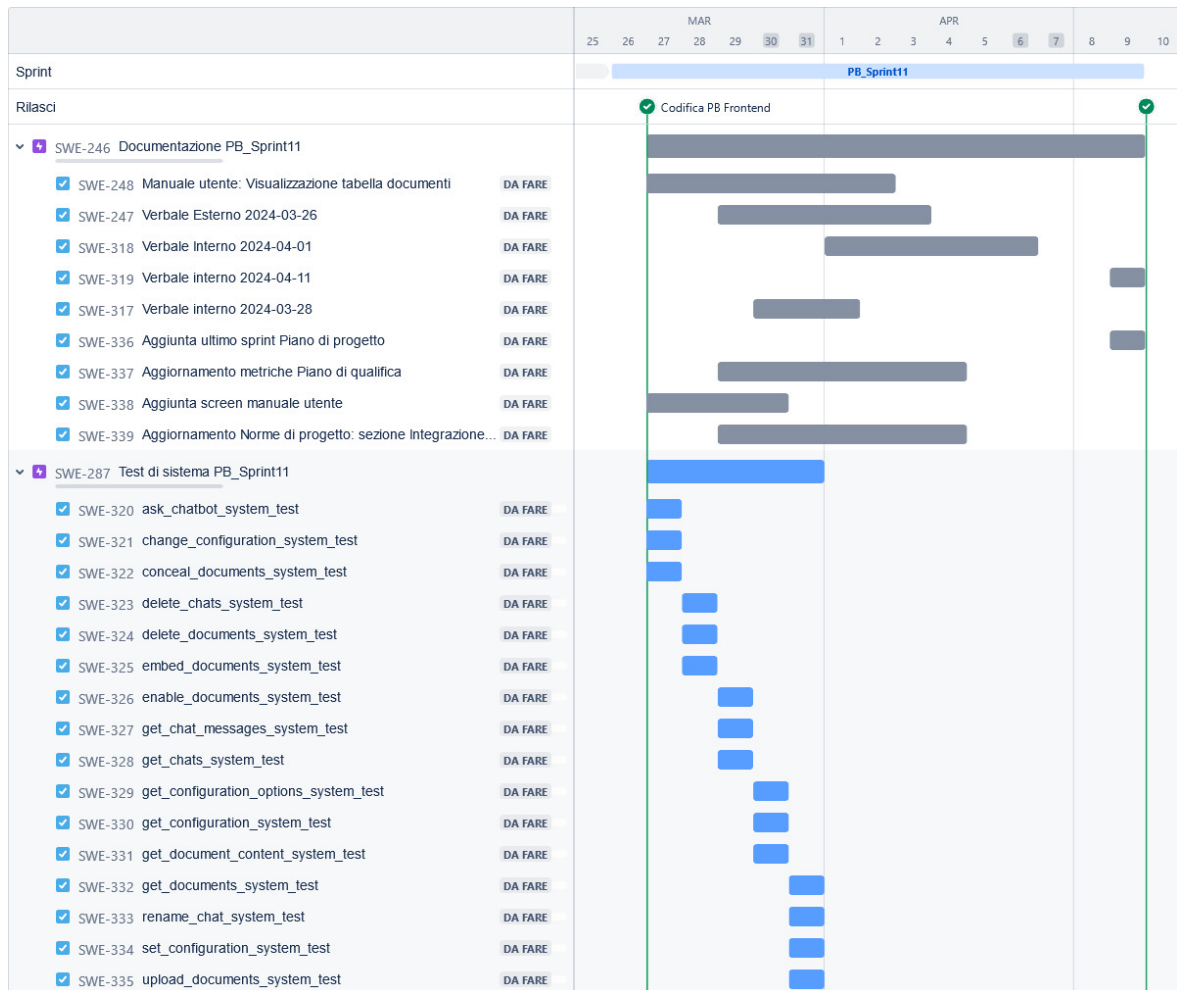 MAR APR
25 26 27 28 29 30 31 1 2 3 4 5 6 7 8 9 10
Sprint PB_Sprint11
Rilasci Codifica PB Frontend
SWE-246 Documentazione PB_Sprint11
SWE-248 Manuale utente: Visualizzazione tabella documenti DA FARE
SWE-247 Verbale Esterno 2024-03-26 DA FARE
SWE-318 Verbale Interno 2024-04-01 DA FARE
SWE-319 Verbale interno 2024-04-11 DA FARE
SWE-317 Verbale interno 2024-03-28 DA FARE
SWE-336 Aggiunta ultimo sprint Piano di progetto DA FARE
SWE-337 Aggiornamento metriche Piano di qualifica DA FARE
SWE-338 Aggiunta screen manuale utente DA FARE
SWE-339 Aggiornamento Norme di progetto: sezione Integrazione... DA FARE
SWE-287 Test di sistema PB_Sprint11
SWE-320 ask_chatbot_system_test DA FARE
SWE-321 change_configuration_system_test DA FARE
SWE-322 conceal_documents_system_test DA FARE
SWE-323 delete_chats_system_test DA FARE
SWE-324 delete_documents_system_test DA FARE
SWE-325 embed_documents_system_test DA FARE
SWE-326 enable_documents_system_test DA FARE
SWE-327 get_chat_messages_system_test DA FARE
SWE-328 get_chats_system_test DA FARE
SWE-329 get_configuration_options_system_test DA FARE
SWE-330 get_configuration_system_test DA FARE
SWE-331 get_document_content_system_test DA FARE
SWE-332 get_documents_system_test DA FARE
SWE-333 rename_chat_system_test DA FARE
SWE-334 set_configuration_system_test DA FARE
SWE-335 upload_documents_system_test DA FARE